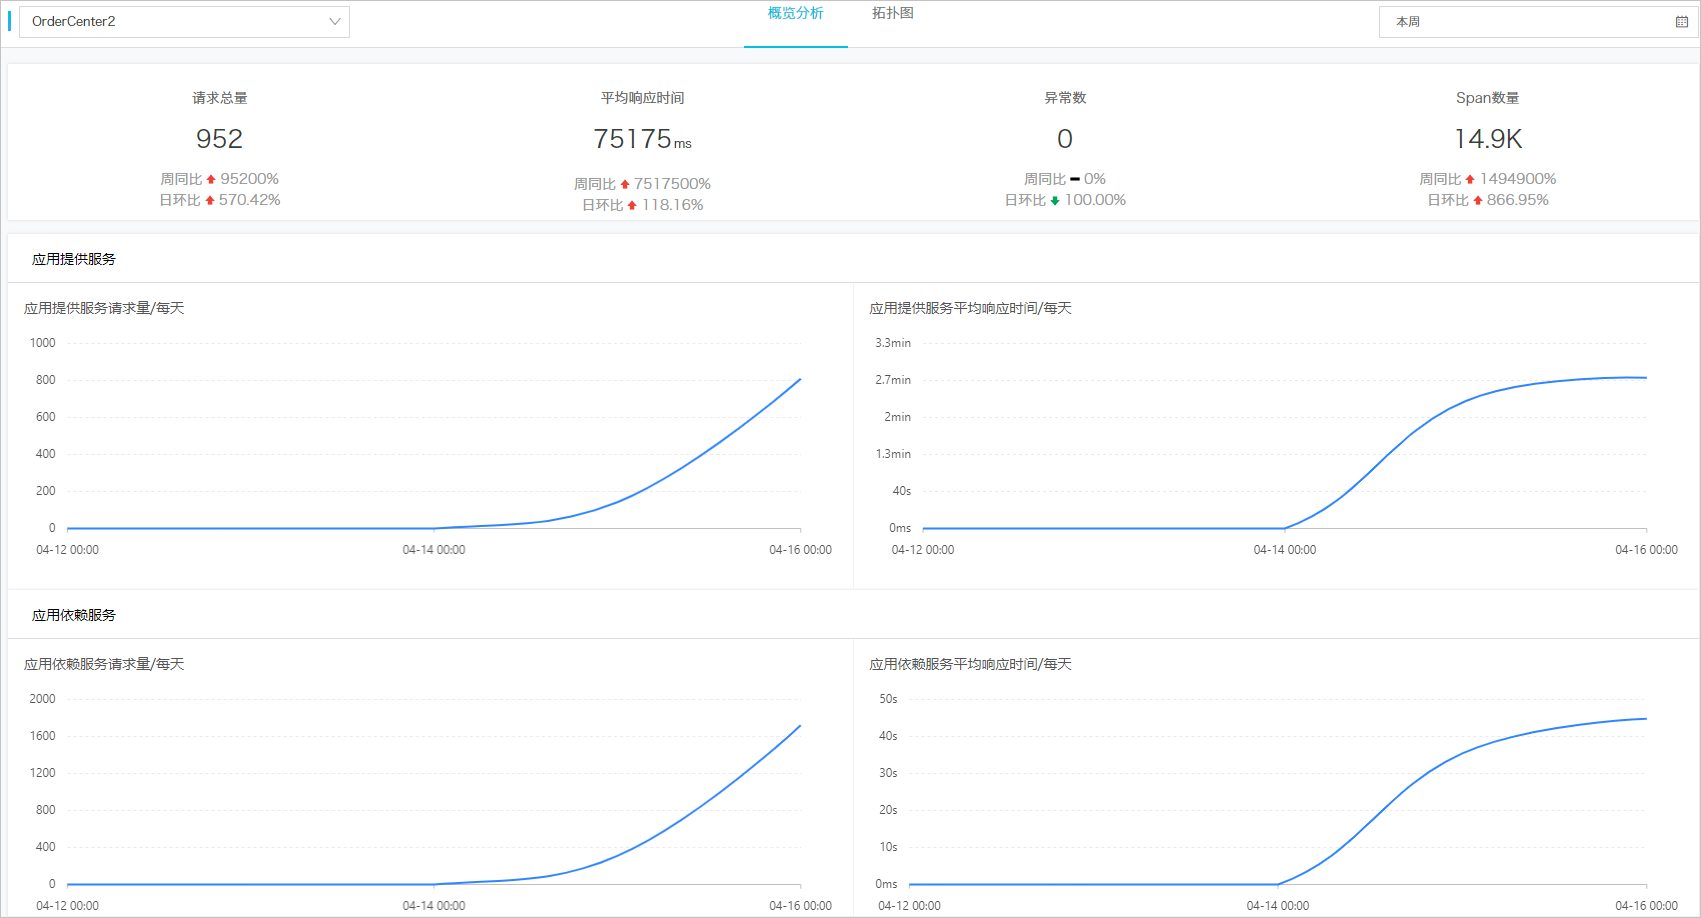 OrderCenter2
概览分析
拓扑图
本周
请求总量
952
周同比 95200%
日环比 570.42%
平均响应时间
75175ms
周同比 7517500%
日环比 118.16%
异常数
0
周同比 0%
日环比 100.00%
Span数量
14.9K
周同比 1494900%
日环比 866.95%
应用提供服务
应用提供服务请求量/每天
1000
800
600
400
200
0
04-12 00:00
04-14 00:00
04-16 00:00
应用提供服务平均响应时间/每天
3.3min
2.7min
2min
1.3min
40s
0ms
04-12 00:00
04-14 00:00
04-16 00:00
应用依赖服务
应用依赖服务请求量/每天
2000
1600
1200
800
400
0
04-12 00:00
04-14 00:00
04-16 00:00
应用依赖服务平均响应时间/每天
50s
40s
30s
20s
10s
0ms
04-12 00:00
04-14 00:00
04-16 00:00